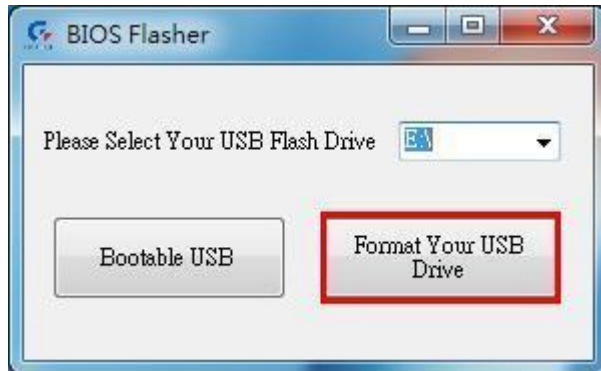 BIOS Flasher
Please Select Your USB Flash Drive E:\
Bootable USB
Format Your USB
Drive